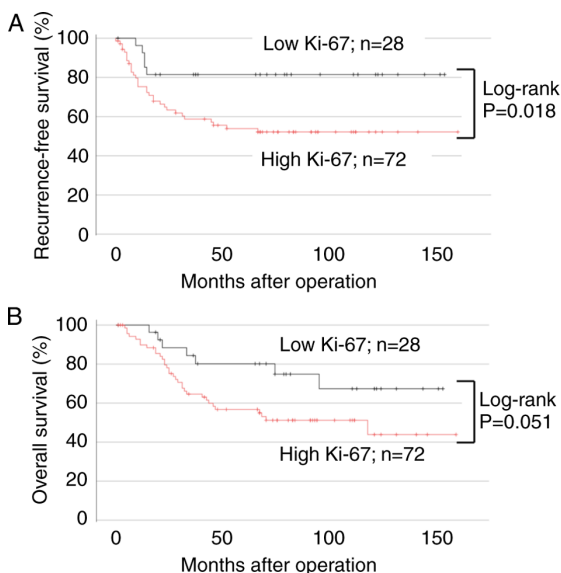 A
Recurrence-free survival (%)
100
80
60
40
20
0
Low Ki-67; n=28
High Ki-67; n=72
Log-rank
P=0.018
0 50 100 150
Months after operation
B
Overall survival (%)
100
80
60
40
20
0
Low Ki-67; n=28
High Ki-67; n=72
Log-rank
P=0.051
0 50 100 150
Months after operation